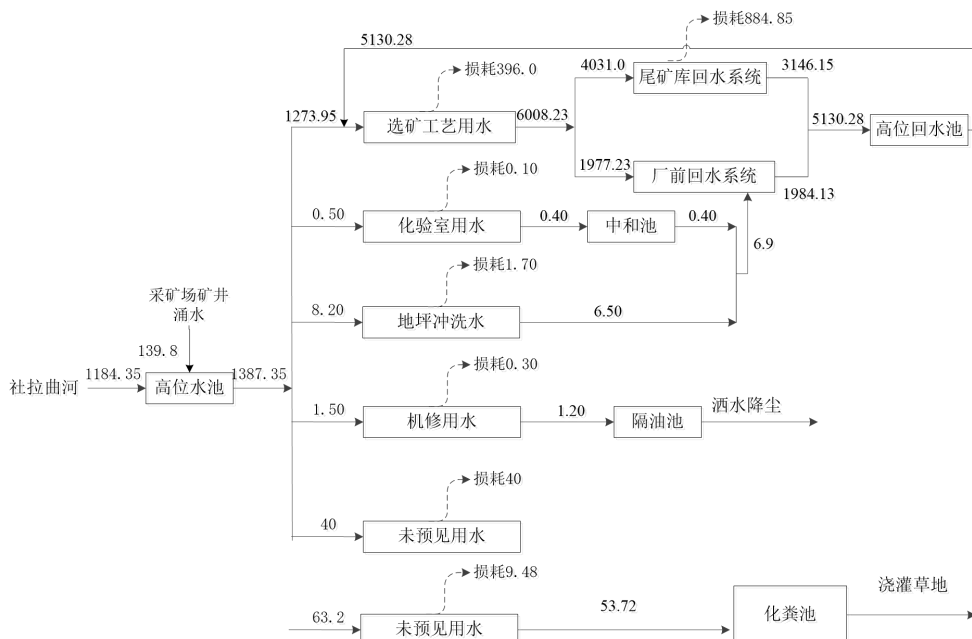 损耗884.85
5130.28
损耗396.0
4031.0
尾矿库回水系统
3146.15
1273.95
选矿工艺用水
6008.23
5130.28
高位回水池
1977.23
厂前回水系统
1984.13
损耗0.10
0.50
化验室用水
0.40
中和池
0.40
6.9
损耗1.70
采矿场矿井
涌水
8.20
地坪冲洗水
6.50
139.8
社拉曲河
1184.35
高位水池
1387.35
损耗0.30
1.50
机修用水
1.20
隔油池
洒水降尘
损耗40
40
未预见用水
损耗9.48
63.2
未预见用水
53.72
化粪池
浇灌草地